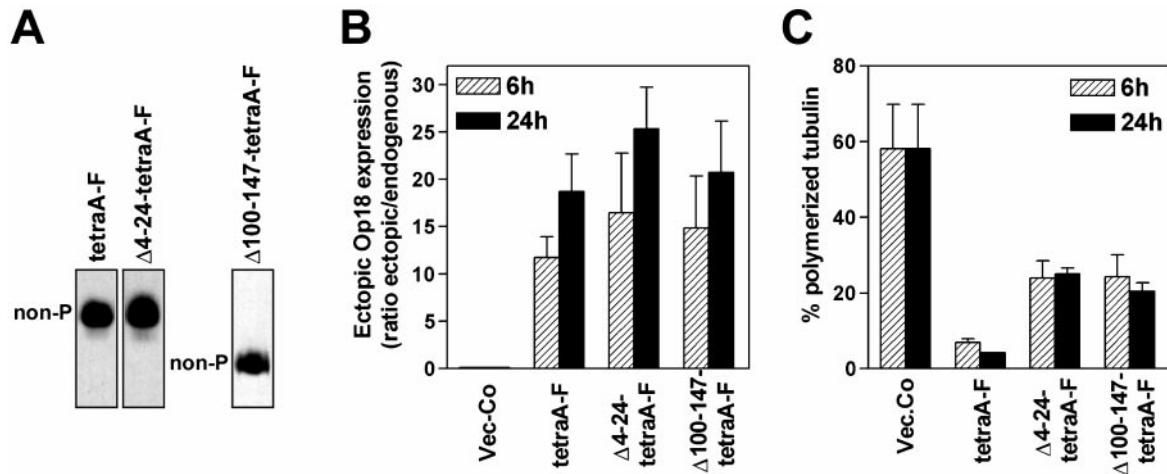 A
tetraA-F
Δ4-24-tetraA-F
Δ100-147-tetraA-F
non-P
non-P
B
Ectopic Op18 expression
(ratio ectopic/endogenous)
30
25
20
15
10
5
0
6h
24h
Vec-Co
tetraA-F
Δ4-24-
tetraA-F
Δ100-147-
tetraA-F
C
% polymerized tubulin
80
60
40
20
0
6h
24h
Vec.Co
tetraA-F
Δ4-24-
tetraA-F
Δ100-147-
tetraA-F